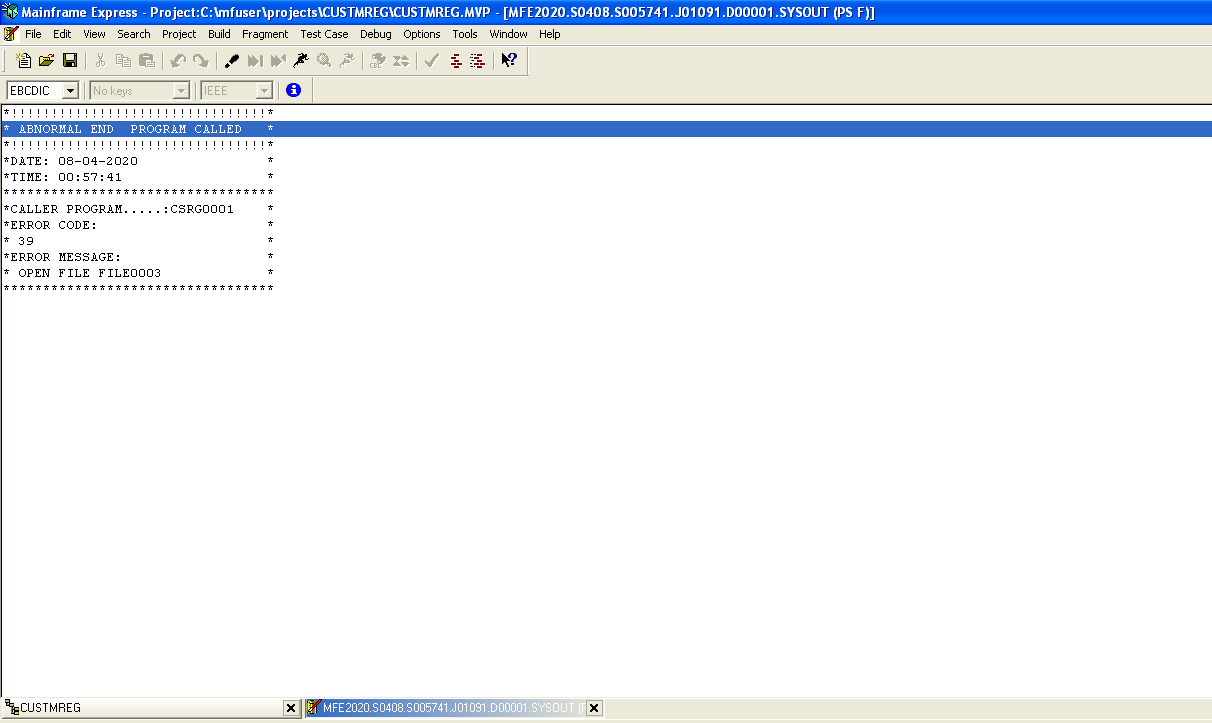 Mainframe Express - Project:C:\mfuser\projects\CUSTMREG\CUSTMREG.MVP - [MFE2020.S0408.S005741.J01091.D00001.SYSOUT (PS F)]
File Edit View Search Project Build Fragment Test Case Debug Options Tools Window Help
EBCDIC No keys IEEE
*!!!!!!!!!!!!!!!!!!!!!!!!!!!!!!!!*
* ABNORMAL END  PROGRAM CALLED   *
*!!!!!!!!!!!!!!!!!!!!!!!!!!!!!!!!*
*DATE: 08-04-2020                *
*TIME: 00:57:41                  *
**********************************
*CALLER PROGRAM.....:CSRG0001    *
*ERROR CODE:                     *
* 39                             *
*ERROR MESSAGE:                  *
* OPEN FILE FILE0003             *
**********************************
CUSTMREG MFE2020.S0408.S005741.J01091.D00001.SYSOUT (F